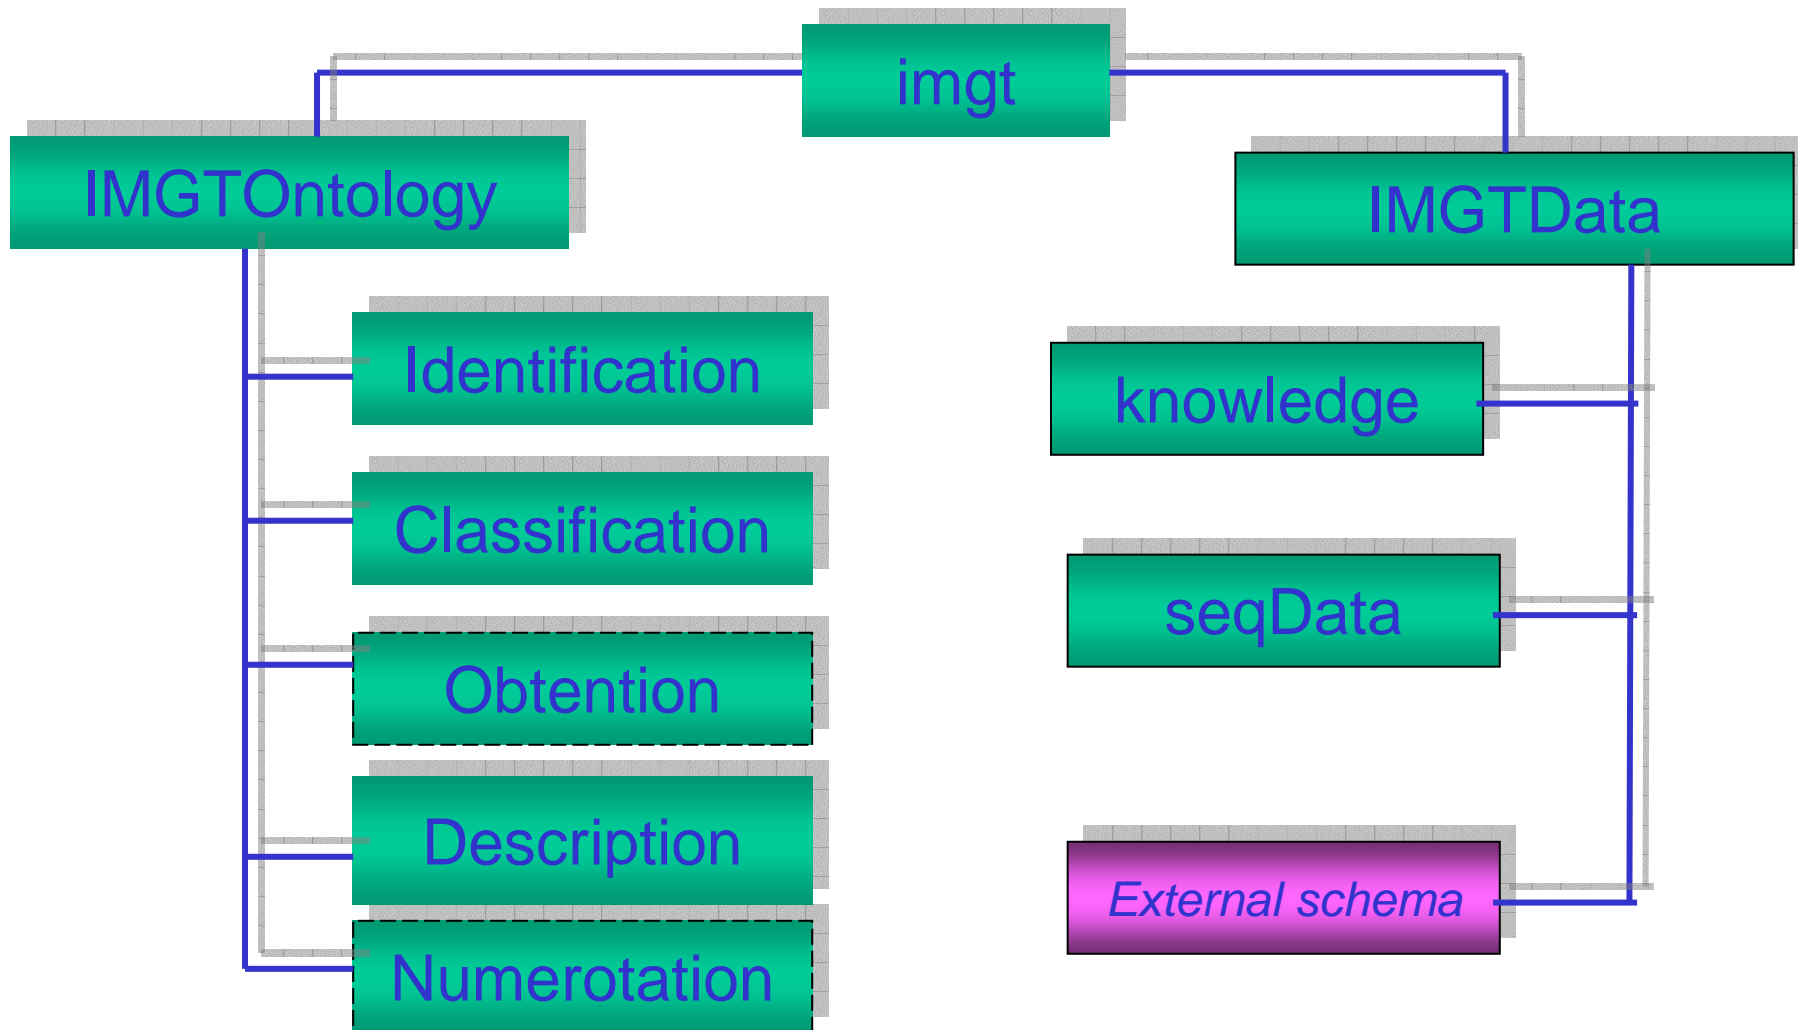 imgt
IMGTOntology
IMGTData
Identification
knowledge
Classification
seqData
Obtention
Description
External schema
Numerotation